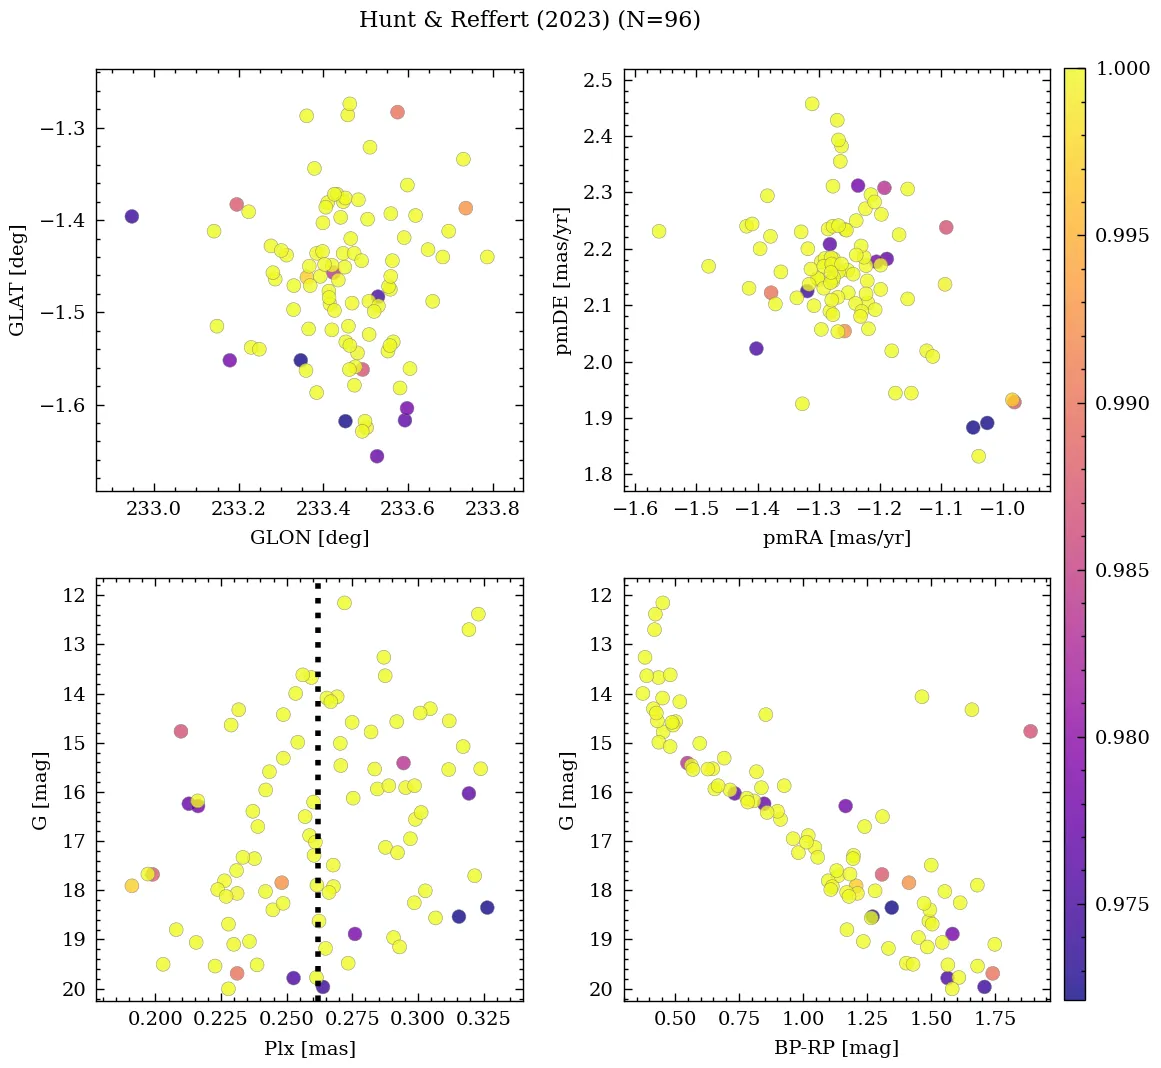 Hunt & Reffert (2023) (N=96)
−1.3
−1.4
−1.5
−1.6
GLAT [deg]
233.0 233.2 233.4 233.6 233.8
GLON [deg]
2.5
2.4
2.3
2.2
2.1
2.0
1.9
1.8
pmDE [mas/yr]
−1.6 −1.5 −1.4 −1.3 −1.2 −1.1 −1.0
pmRA [mas/yr]
12
13
14
15
16
17
18
19
20
G [mag]
0.200 0.225 0.250 0.275 0.300 0.325
Plx [mas]
12
13
14
15
16
17
18
19
20
G [mag]
0.50 0.75 1.00 1.25 1.50 1.75
BP-RP [mag]
1.000
0.995
0.990
0.985
0.980
0.975